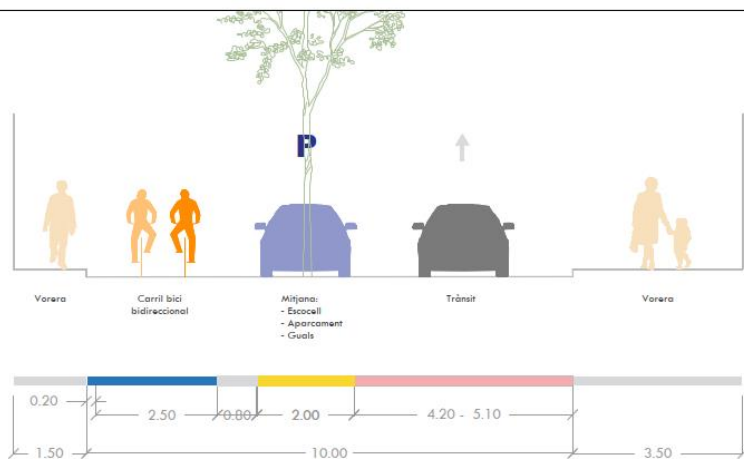 P
Vorera
Carril bici
bidireccional
Mitjana:
- Escocell
- Aparcament
- Guals
Trànsit
Vorera
0.20
2.50
0.80
2.00
4.20 - 5.10
1.50
10.00
3.50